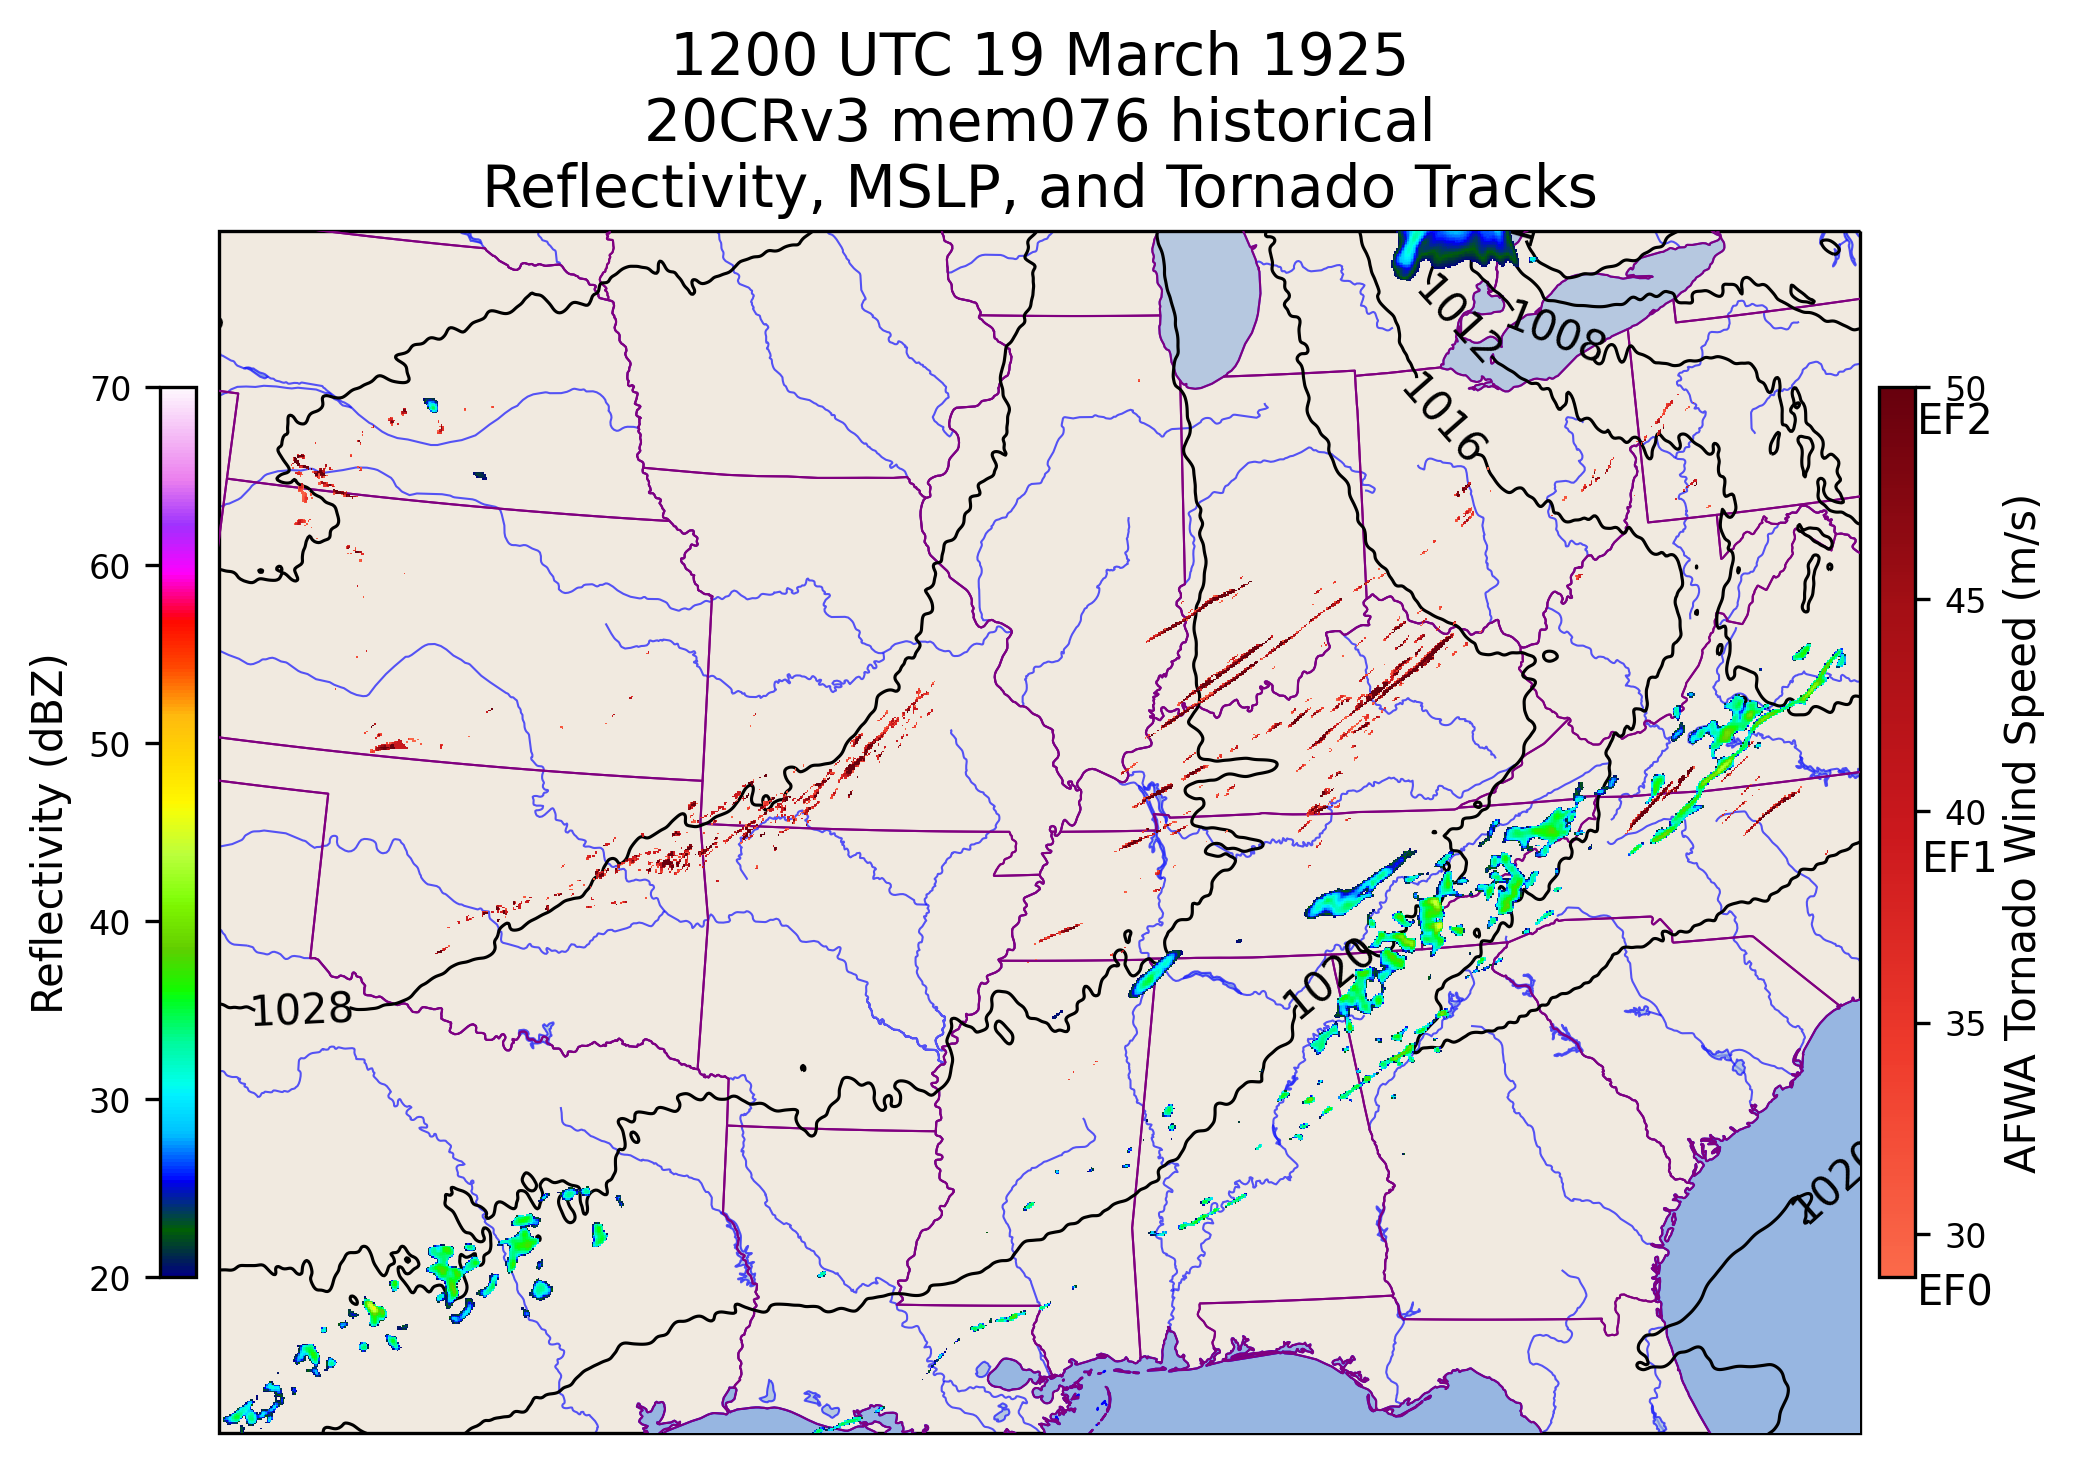 1200 UTC 19 March 1925
20CRv3 mem076 historical
Reflectivity, MSLP, and Tornado Tracks
Reflectivity (dBZ)
70
60
50
40
30
20
1012
1008
1016
1028
1020
1020
50
EF2
45
40
EF1
35
30
EF0
AFWA Tornado Wind Speed (m/s)